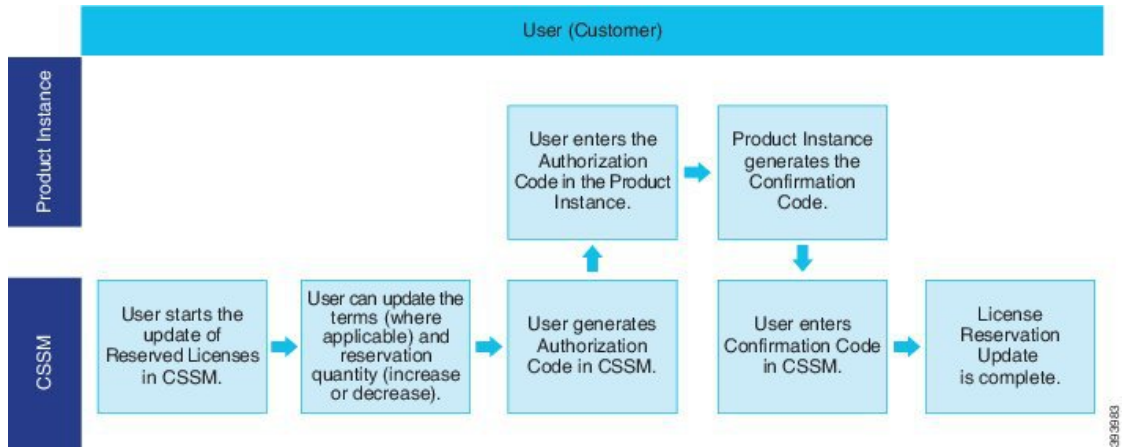 User (Customer)
Product Instance
User enters the
Authorization
Code in the Product
Instance.
Product Instance
generates the
Confirmation
Code.
CSSM
User starts the
update of
Reserved Licenses
in CSSM.
User can update the
terms (where
applicable) and
reservation
quantity (increase
or decrease).
User generates
Authorization
Code in CSSM.
User enters
Confirmation Code
in CSSM.
License
Reservation
Update
is complete.
393983